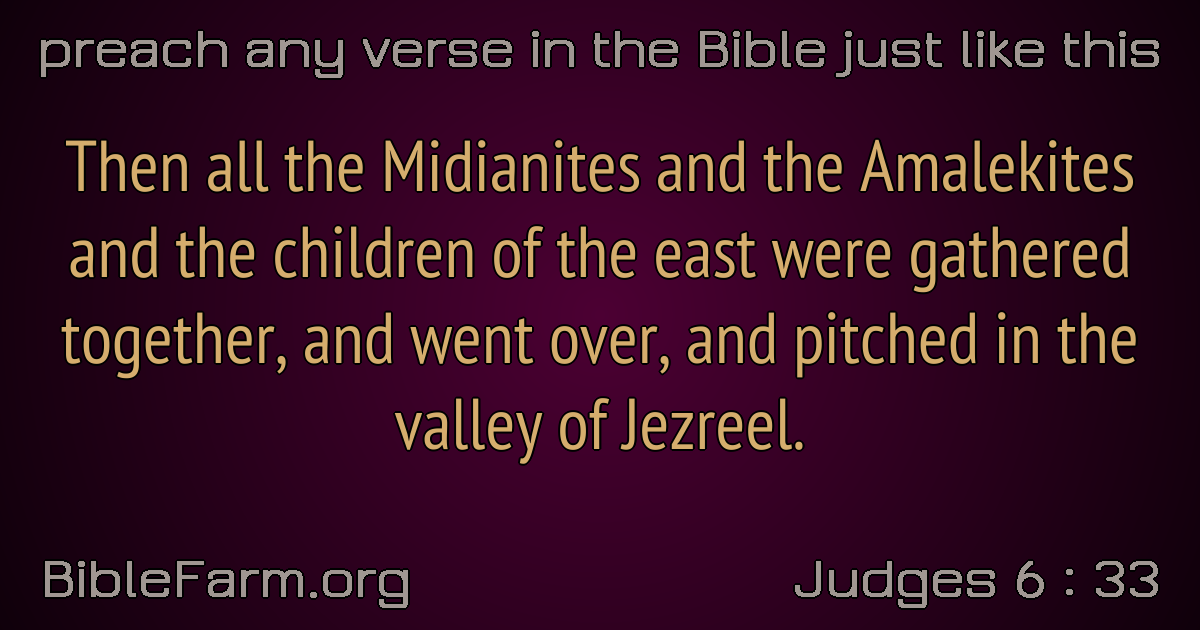 preach any verse in the Bible just like this
Then all the Midianites and the Amalekites
and the children of the east were gathered
together, and went over, and pitched in the
valley of Jezreel.
BibleFarm.org
Judges 6 : 33